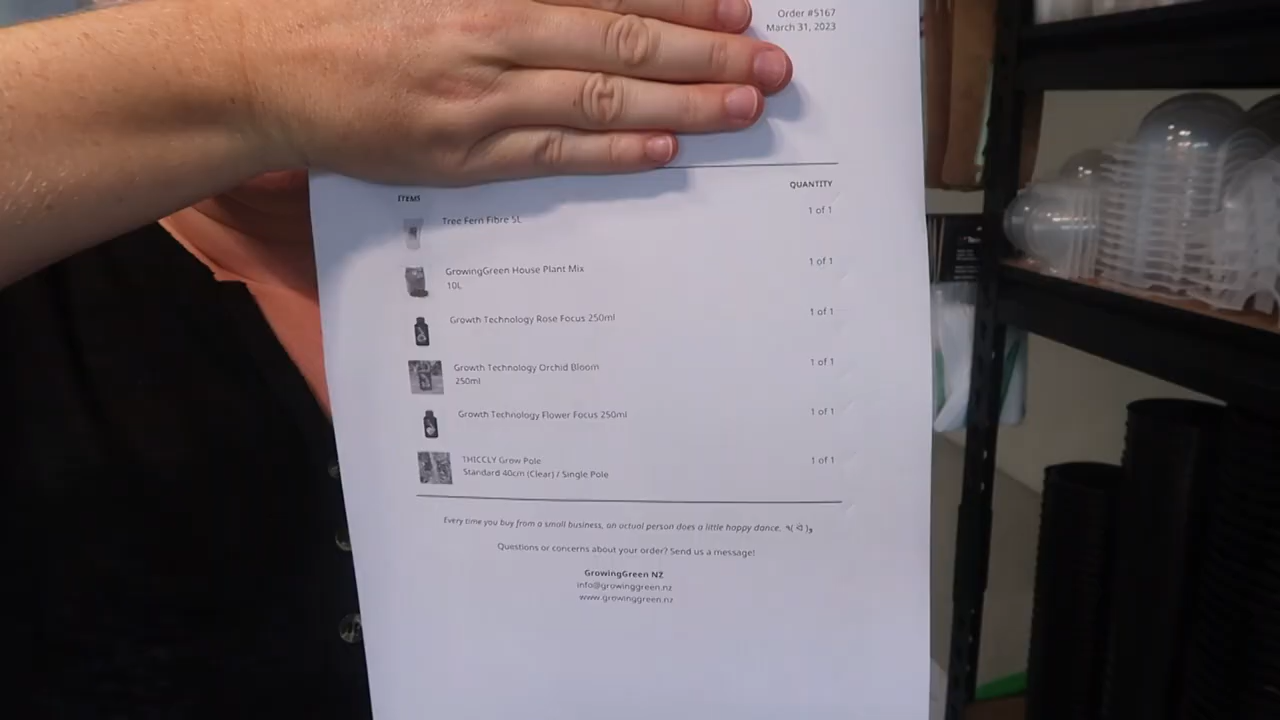 Order #5167
March 31, 2023
ITEMS
QUANTITY
Tree Fern Fibre 5L
1 of 1
GrowingGreen House Plant Mix
10L
1 of 1
Growth Technology Rose Focus 250ml
1 of 1
Growth Technology Orchid Bloom
250ml
1 of 1
Growth Technology Flower Focus 250ml
1 of 1
THICCLY Grow Pole
Standard 40cm (Clear) / Single Pole
1 of 1
Every time you buy from a small business, an actual person does a little happy dance.
Questions or concerns about your order? Send us a message!
GrowingGreen NZ
info@growinggreen.nz
www.growinggreen.nz